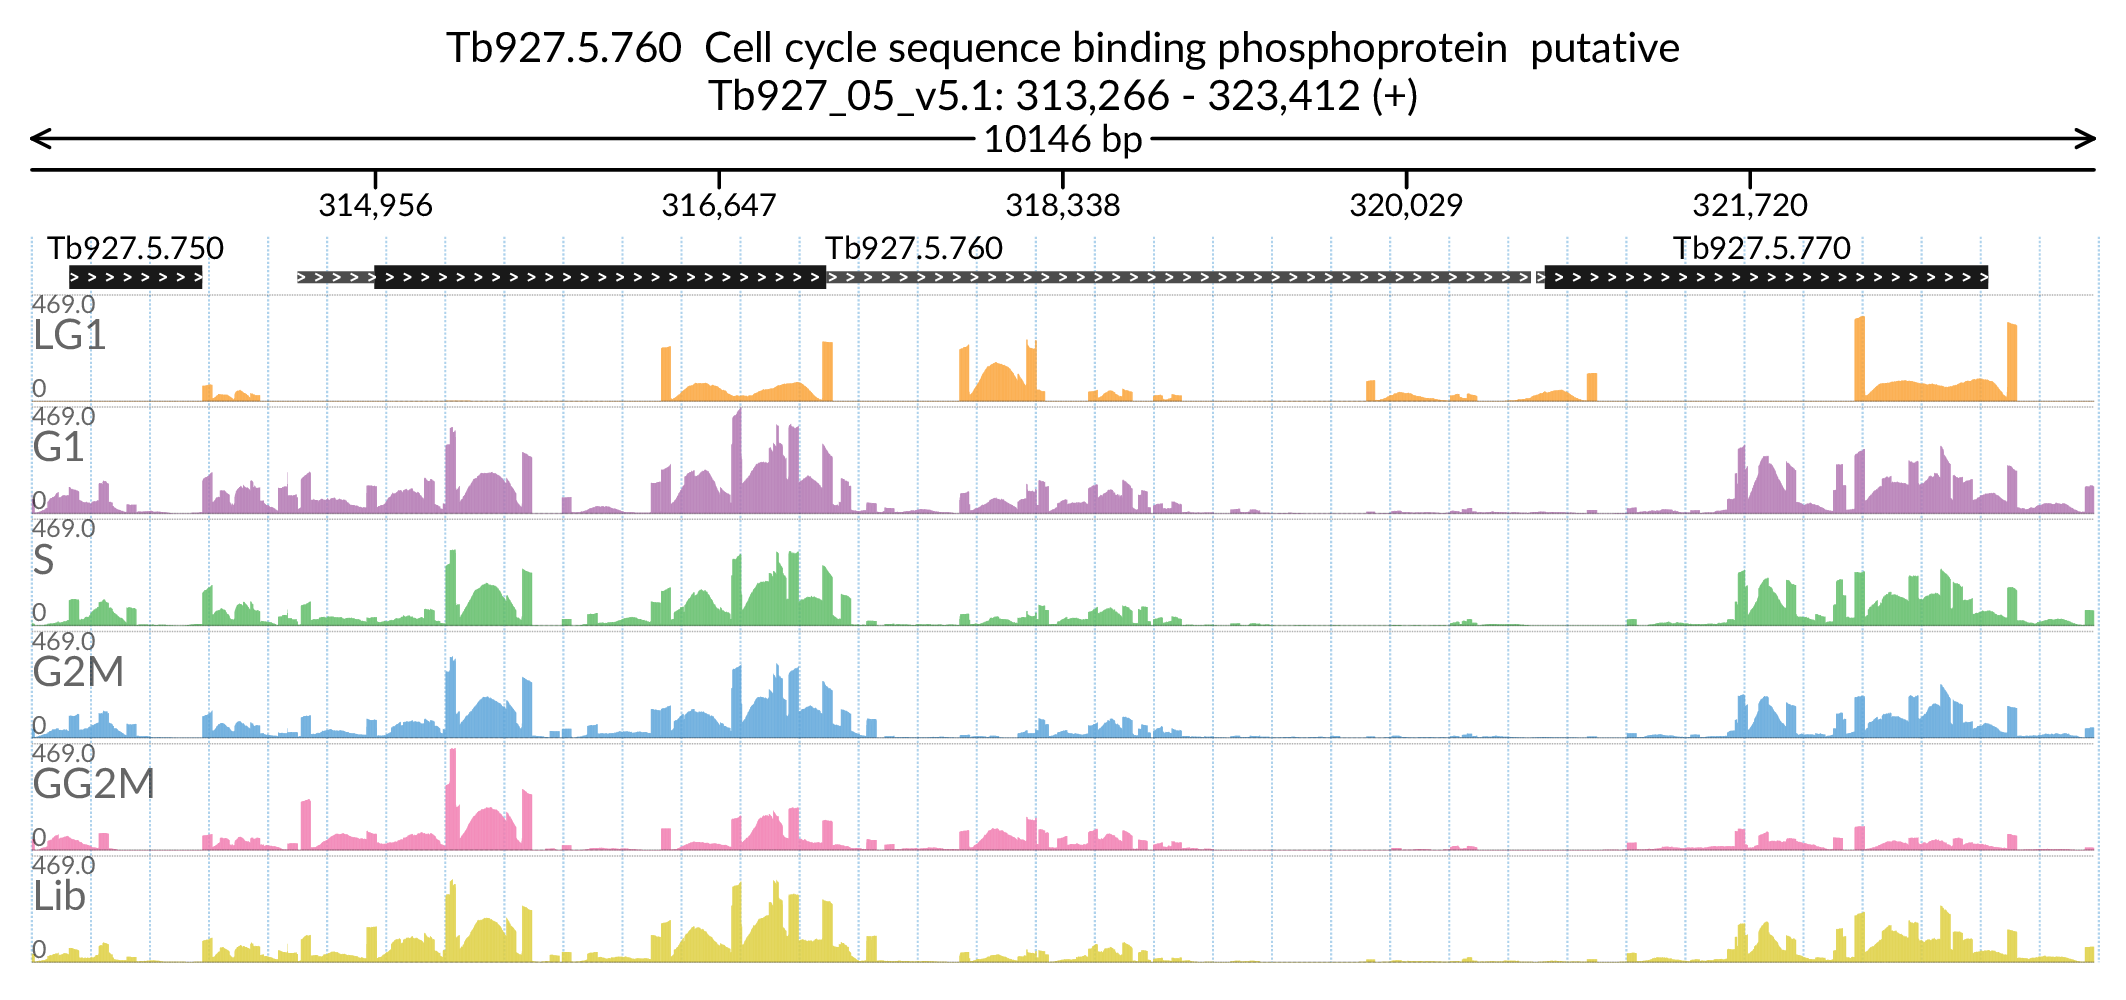 Tb927.5.760  Cell cycle sequence binding phosphoprotein  putative
Tb927_05_v5.1: 313,266 - 323,412 (+)
10146 bp
314,956 316,647 318,338 320,029 321,720
Tb927.5.750 Tb927.5.760 Tb927.5.770
469.0
LG1
0
469.0
G1
0
469.0
S
0
469.0
G2M
0
469.0
GG2M
0
469.0
Lib
0